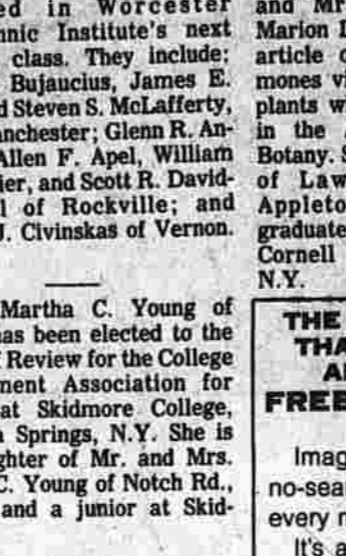 ed in Worcester
nic Institute's next
class. They include:
Bujaucius, James E.
d Steven S. McLafferty,
anchester; Glenn R. An-
Allen F. Apel, William
ier, and Scott R. David-
l of Rockville; and
J. Civinskas of Vernon.
Martha C. Young of
has been elected to the
f Review for the College
ment Association for
at Skidmore College,
a Springs, N.Y. She is
ghter of Mr. and Mrs.
C. Young of Notch Rd.,
and a junior at Skid-
and Mr
Marion I
article o
mones vi
plants w
in the A
Botany. S
of Law
Appleto
graduate
Cornell
N.Y.
THE
THA
A
FREE
Imag
no-sea
every n
It's a